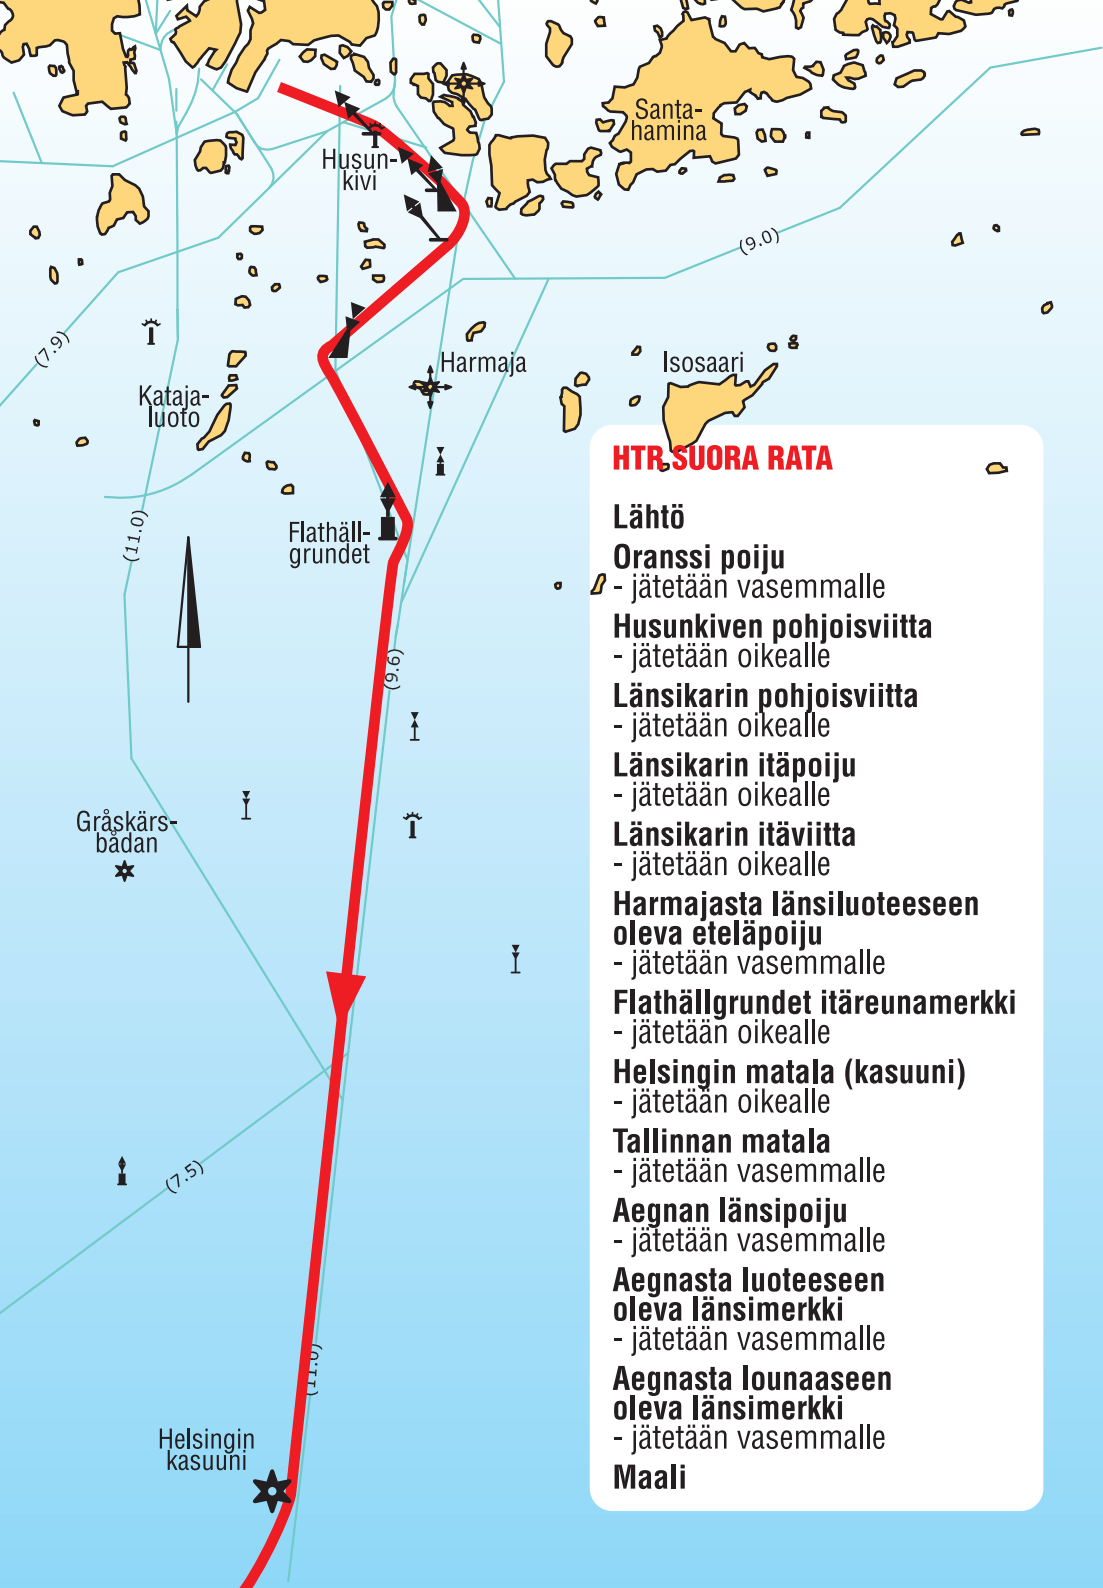 Santa-
hamina
Husun-
kivi
(9.0)
(7.9)
Harmaja
Isosaari
Kataja-
luoto
(11.0)
Flathäll-
grundet
(9.6)
Gråskärs-
bådan
(7.5)
(11.0)
Helsingin
kasuuni
HTR SUORA RATA
Lähtö
Oranssi poiju
- jätetään vasemmalle
Husunkiven pohjoisviitta
- jätetään oikealle
Länsikarin pohjoisviitta
- jätetään oikealle
Länsikarin itäpoiju
- jätetään oikealle
Länsikarin itäviitta
- jätetään oikealle
Harmajasta länsiluoteeseen
oleva eteläpoiju
- jätetään vasemmalle
Flathällgrundet itäreunamerkki
- jätetään oikealle
Helsingin matala (kasuuni)
- jätetään oikealle
Tallinnan matala
- jätetään vasemmalle
Aegnan länsipoiju
- jätetään vasemmalle
Aegnasta luoteeseen
oleva länsimerkki
- jätetään vasemmalle
Aegnasta lounaaseen
oleva länsimerkki
- jätetään vasemmalle
Maali